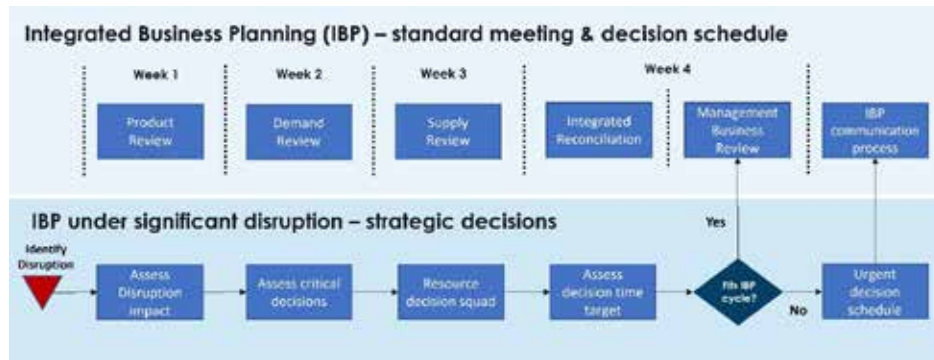 Integrated Business Planning (IBP) – standard meeting & decision schedule
Week 1
Week 2
Week 3
Week 4
Product
Review
Demand
Review
Supply
Review
Integrated
Reconciliation
Management
Business
Review
IBP
communication
process
IBP under significant disruption – strategic decisions
Identify
Disruption
Assess
Disruption
impact
Assess critical
decisions
Resource
decision squad
Assess
decision time
target
Fits IBP
cycle?
Yes
No
Urgent
decision
schedule